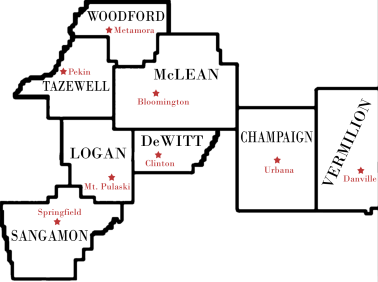 WOODFORD
Metamora
Pekin
TAZEWELL
McLEAN
Bloomington
LOGAN
Mt. Pulaski
DeWITT
Clinton
CHAMPAIGN
Urbana
VERMILION
Danville
Springfield
SANGAMON